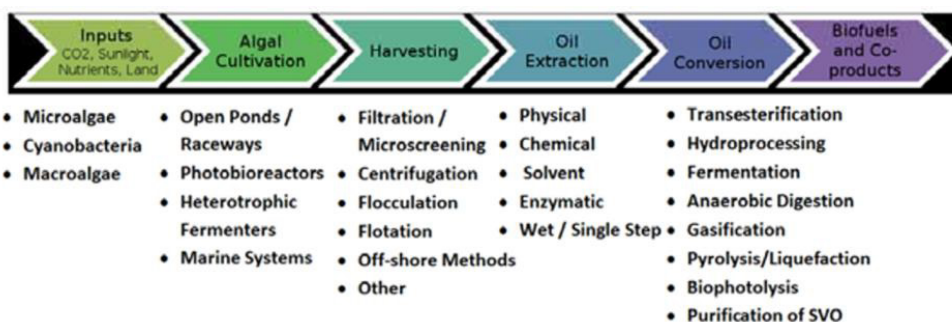 Inputs
CO2, Sunlight,
Nutrients, Land
Algal
Cultivation
Harvesting
Oil
Extraction
Oil
Conversion
Biofuels
and Co-
products
• Microalgae
• Cyanobacteria
• Macroalgae
• Open Ponds /
Raceways
• Photobioreactors
• Heterotrophic
Fermenters
• Marine Systems
• Filtration /
Microscreening
• Centrifugation
• Flocculation
• Flotation
• Off-shore Methods
• Other
• Physical
• Chemical
• Solvent
• Enzymatic
• Wet / Single Step
• Transesterification
• Hydroprocessing
• Fermentation
• Anaerobic Digestion
• Gasification
• Pyrolysis/Liquefaction
• Biophotolysis
• Purification of SVO